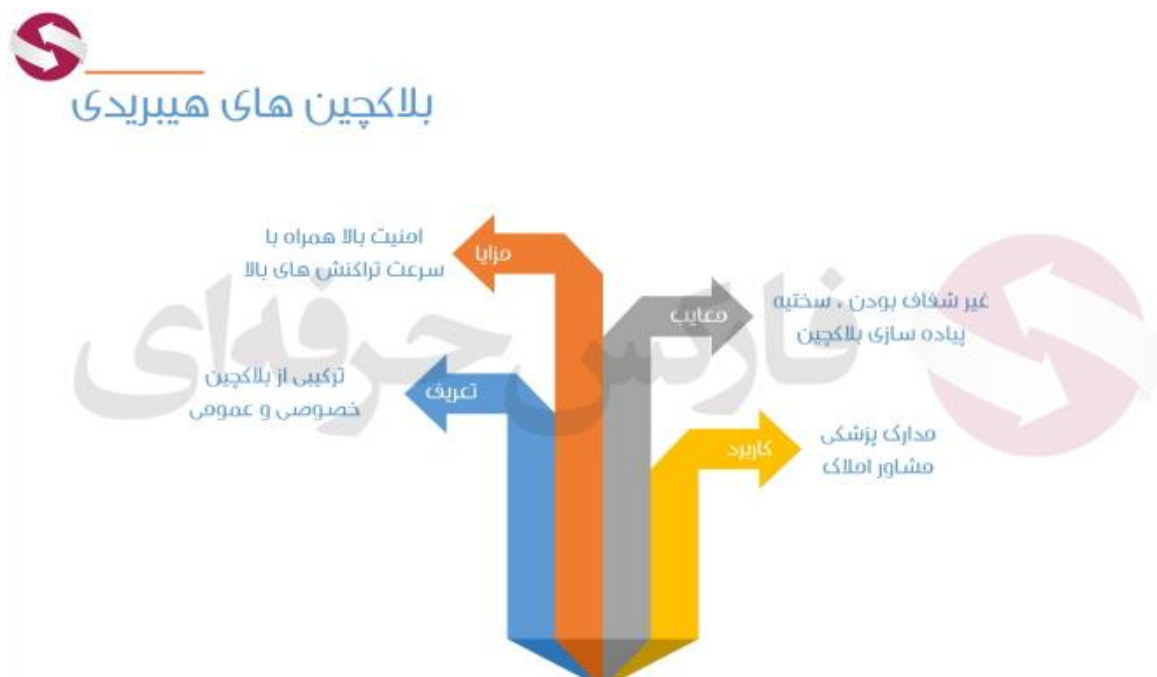 بلاکچین های هیبریدی
امنیت بالا همراه با
سرعت تراکنش های بالا
مزایا
معایب
غیر شفاف بودن ، سختیه
پیاده سازی بلاکچین
ترکیبی از بلاکچین
خصوصی و عمومی
تعریف
کاربرد
مدارک پزشکی
مشاور املاک
فارکس حرفه‌ای